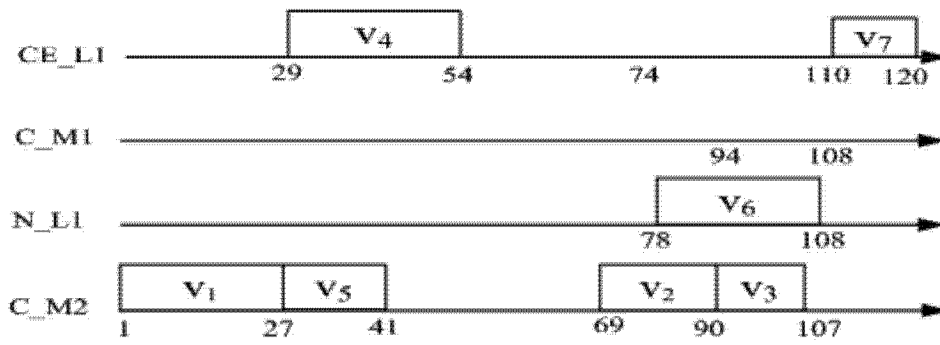 CE_L1 v4 v7
29 54 74 110 120
C_M1
94 108
N_L1 v6
78 108
C_M2 v1 v5 v2 v3
1 27 41 69 90 107